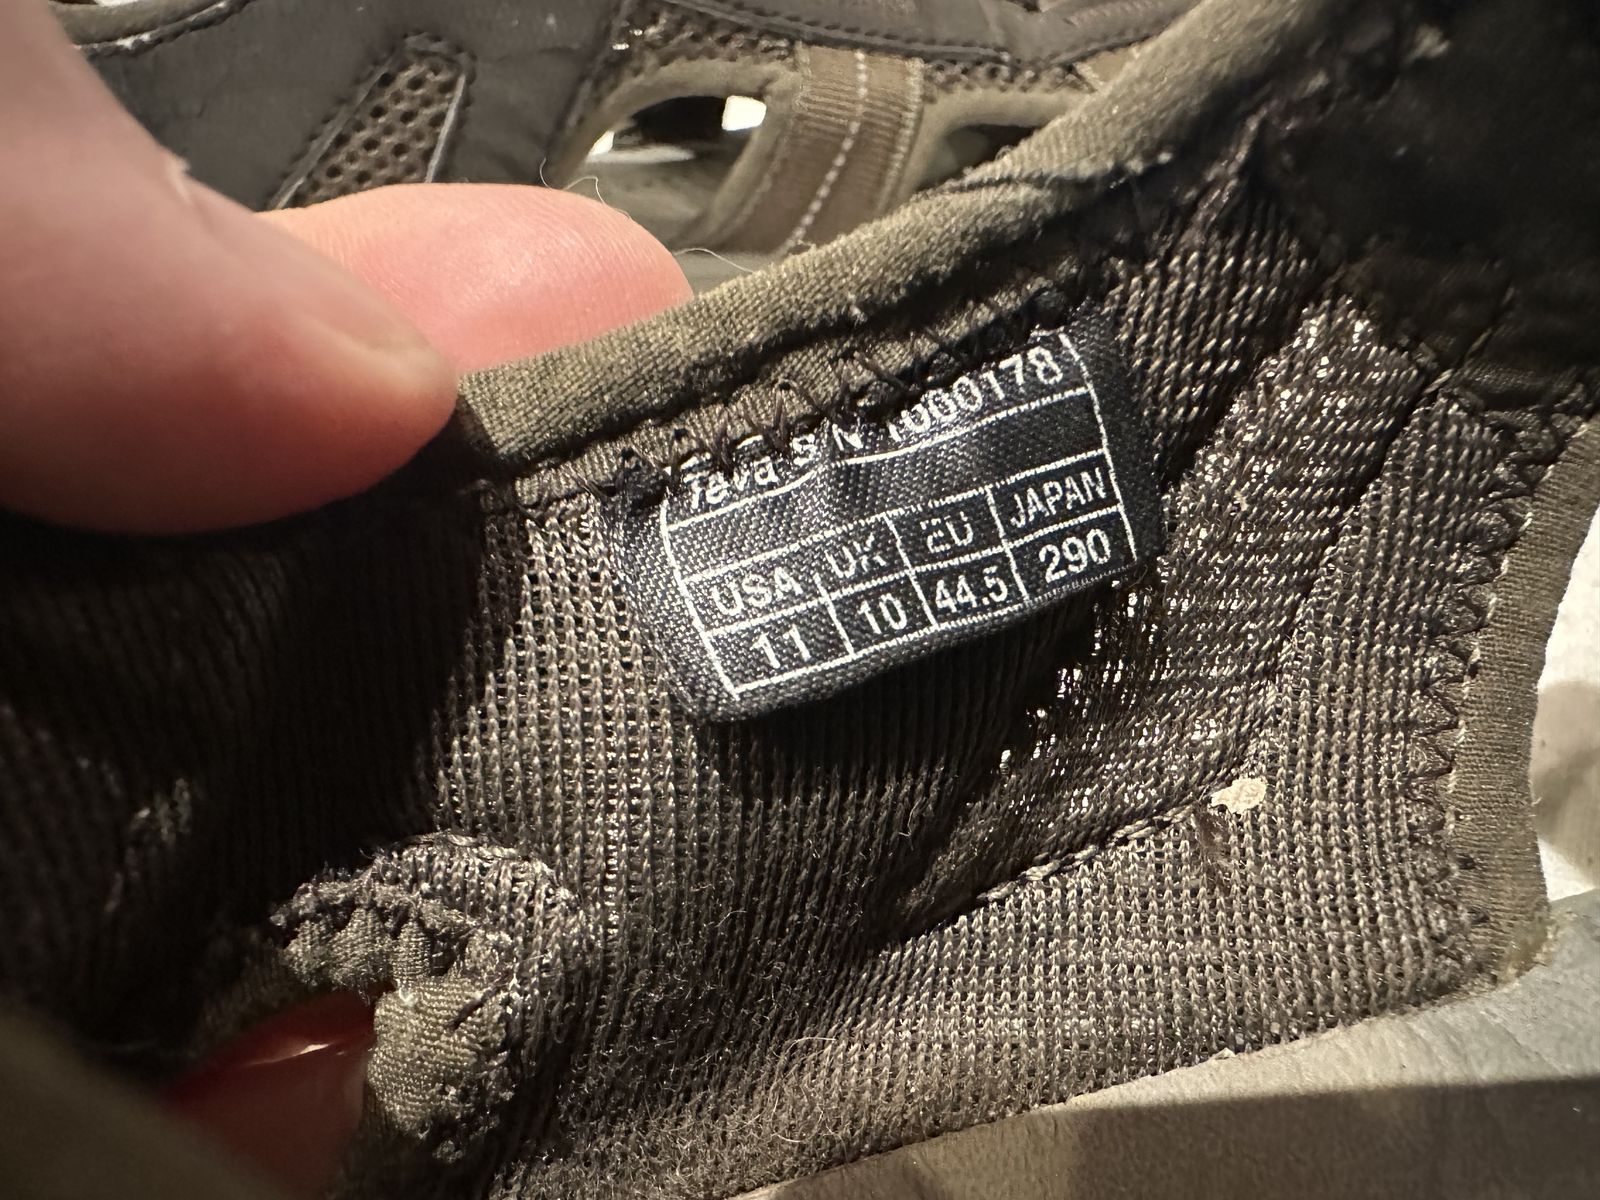 Teva S/N 1000178
USA UK EU JAPAN
11 10 44.5 290